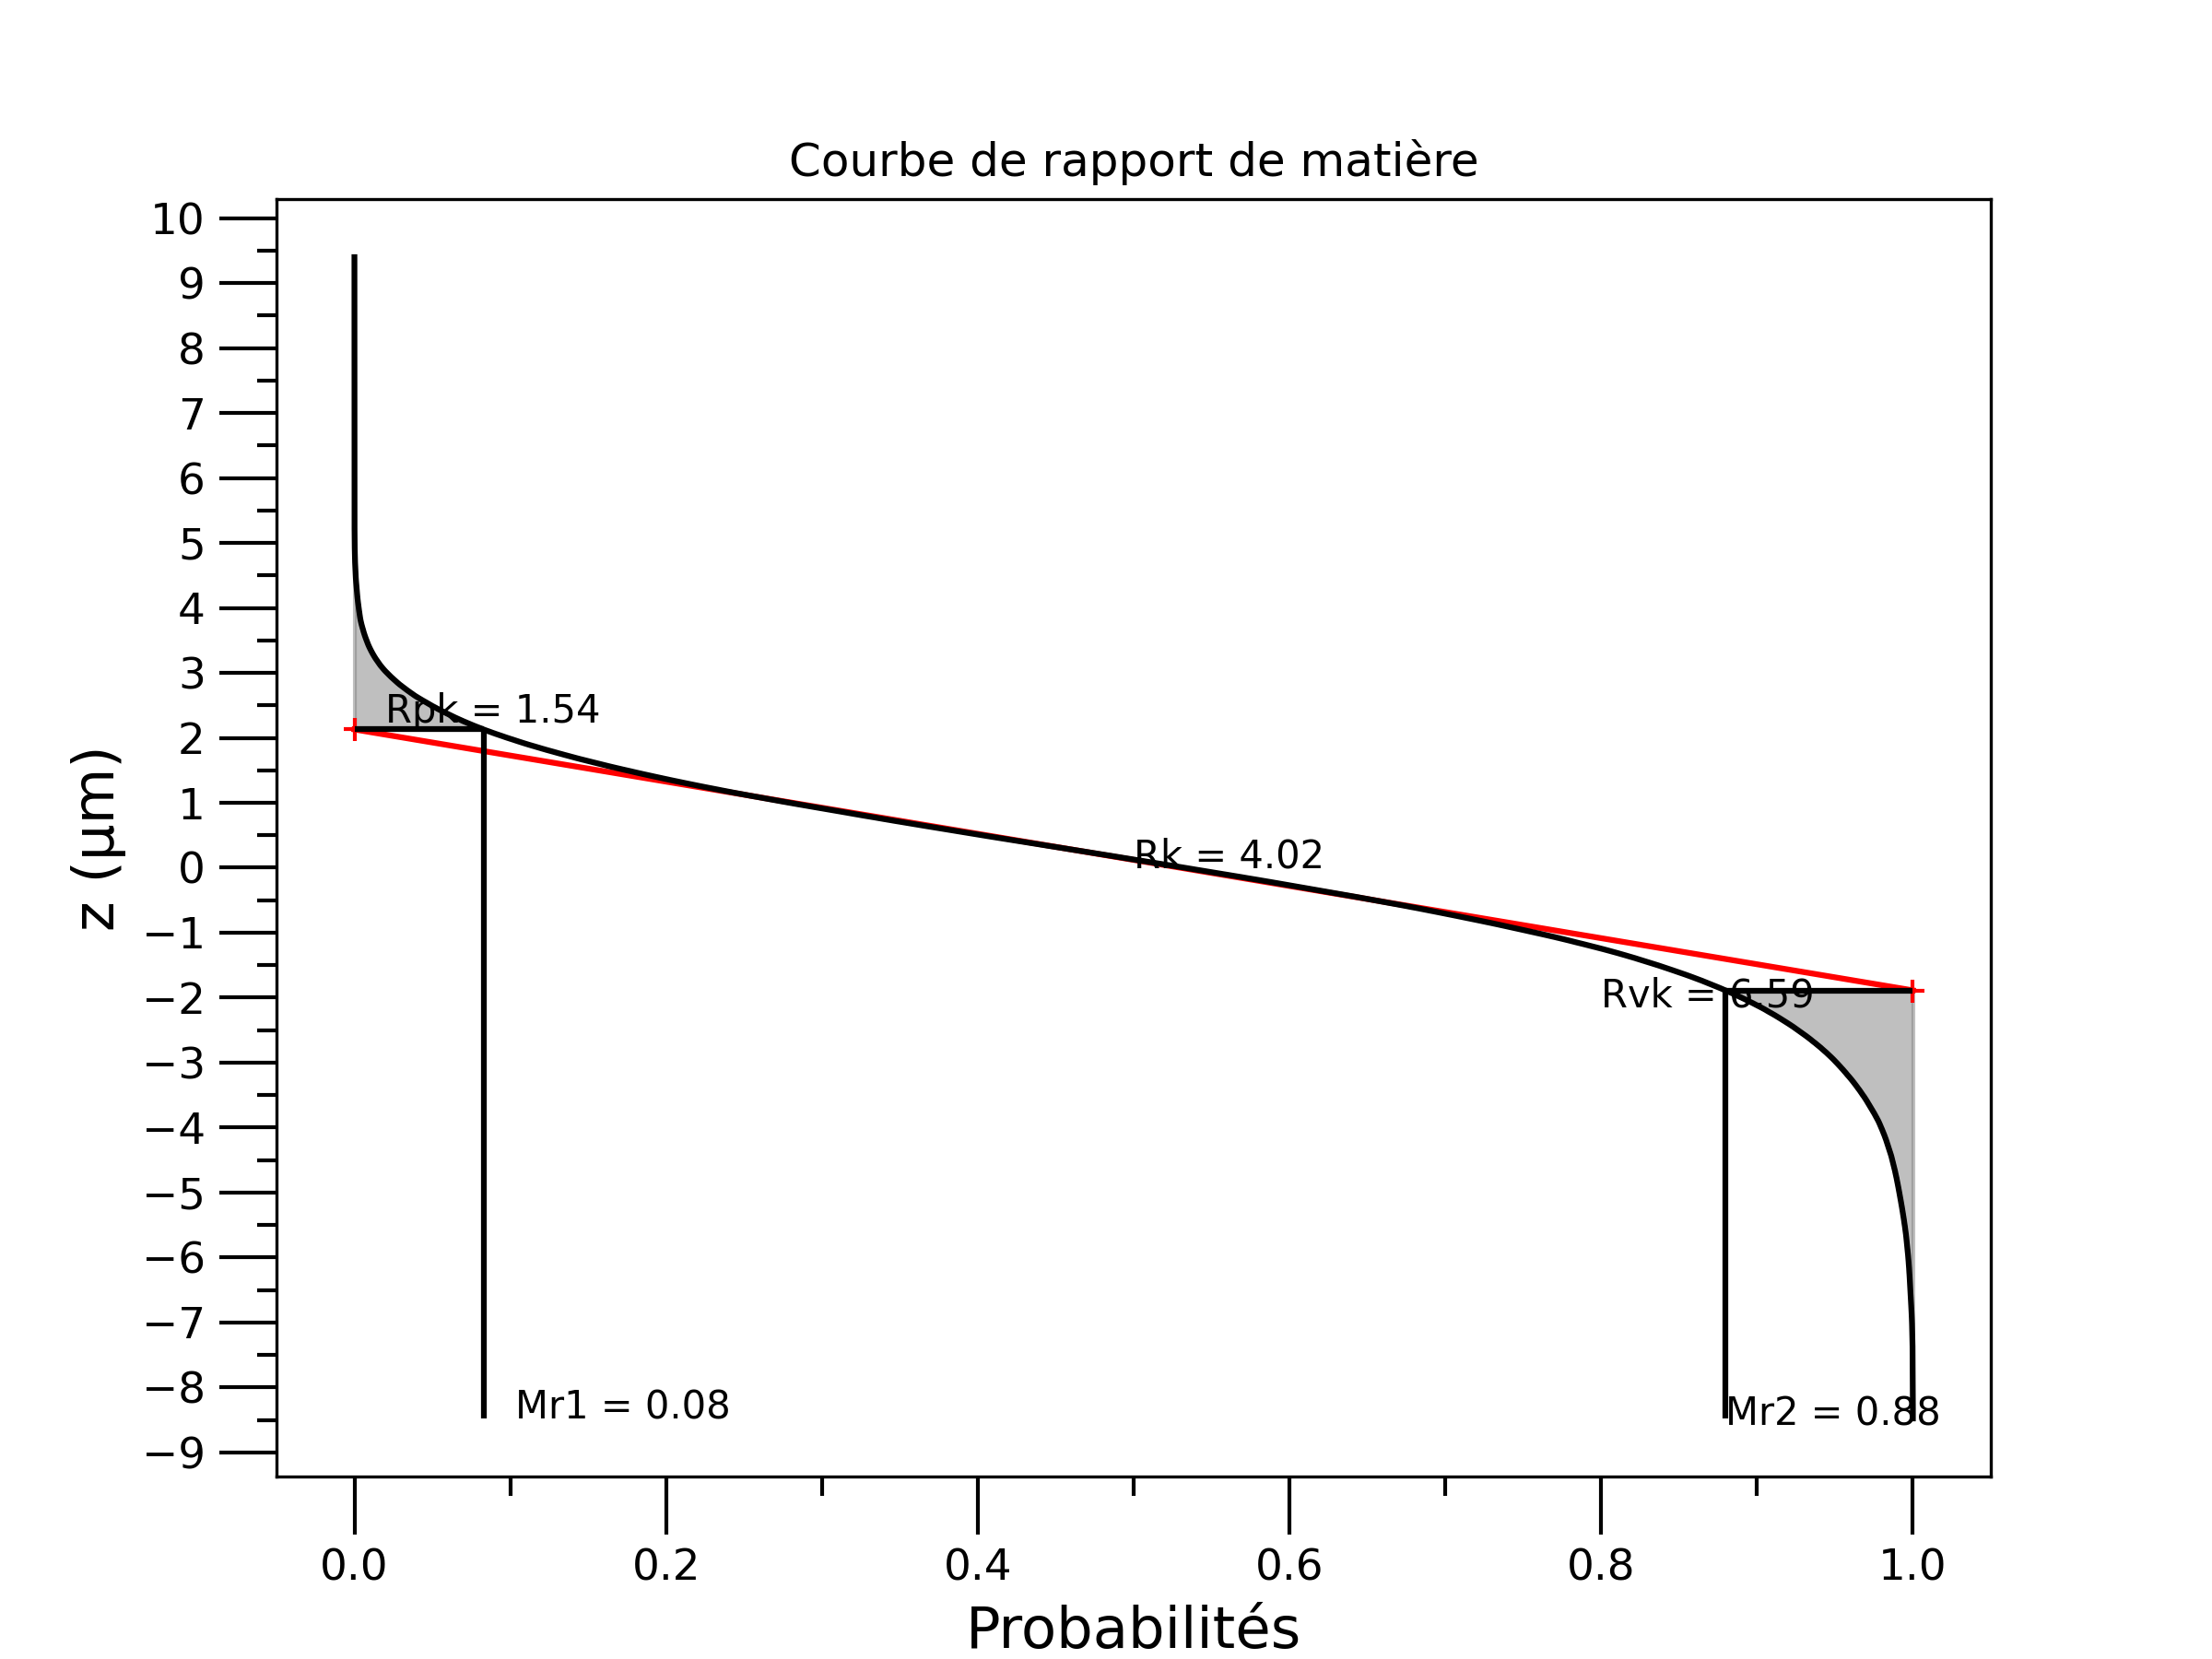 Courbe de rapport de matière
10
9
8
7
6
5
4
3
2
1
0
−1
−2
−3
−4
−5
−6
−7
−8
−9
z (µm)
Rpk = 1.54
Rk = 4.02
Rvk = 6.59
Mr1 = 0.08
Mr2 = 0.88
0.0 0.2 0.4 0.6 0.8 1.0
Probabilités